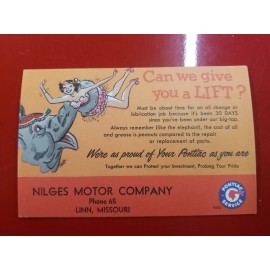 Can we give
you a LIFT?
Must be about time for an oil change or
lubrication job because it's been 30 DAYS
since you've been under our big-top.
Always remember like the elephant, the cost of oil
and grease is peanuts compared to the repair
or replacement of parts.
We're as proud of Your Pontiac as you are
Together we can Protect your Investment, Prolong Your Pride
NILGES MOTOR COMPANY
Phone 65
LINN, MISSOURI
PONTIAC
SERVICE